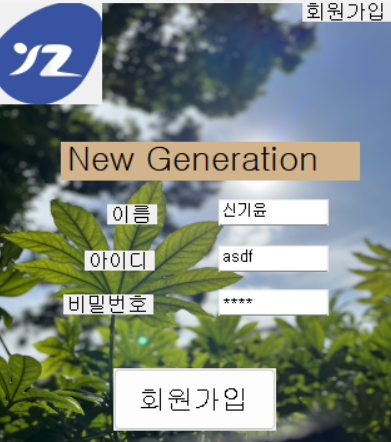 회원가입
New Generation
이름 신기윤
아이디 asdf
비밀번호 ****
회원가입